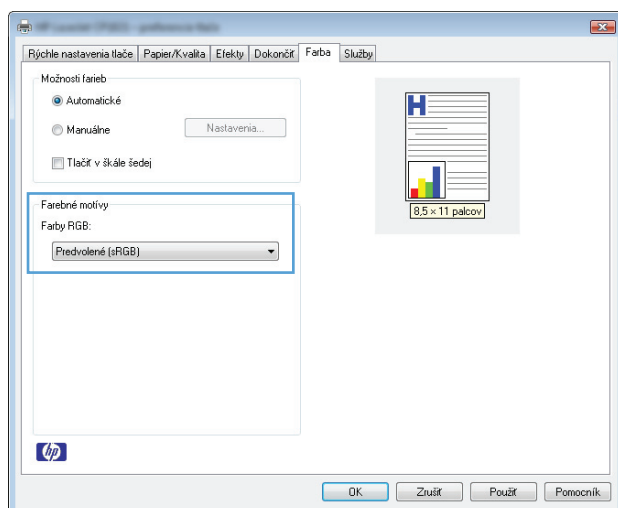 Rýchle nastavenia tlače Papier/Kvalita Efekty Dokončiť Farba Služby
Možnosti farieb
Automatické
Manuálne Nastavenia...
Tlačiť v škále šedej
H
8,5 × 11 palcov
Farebné motívy
Farby RGB:
Predvolené (sRGB)
hp
OK Zrušiť Použiť Pomocník